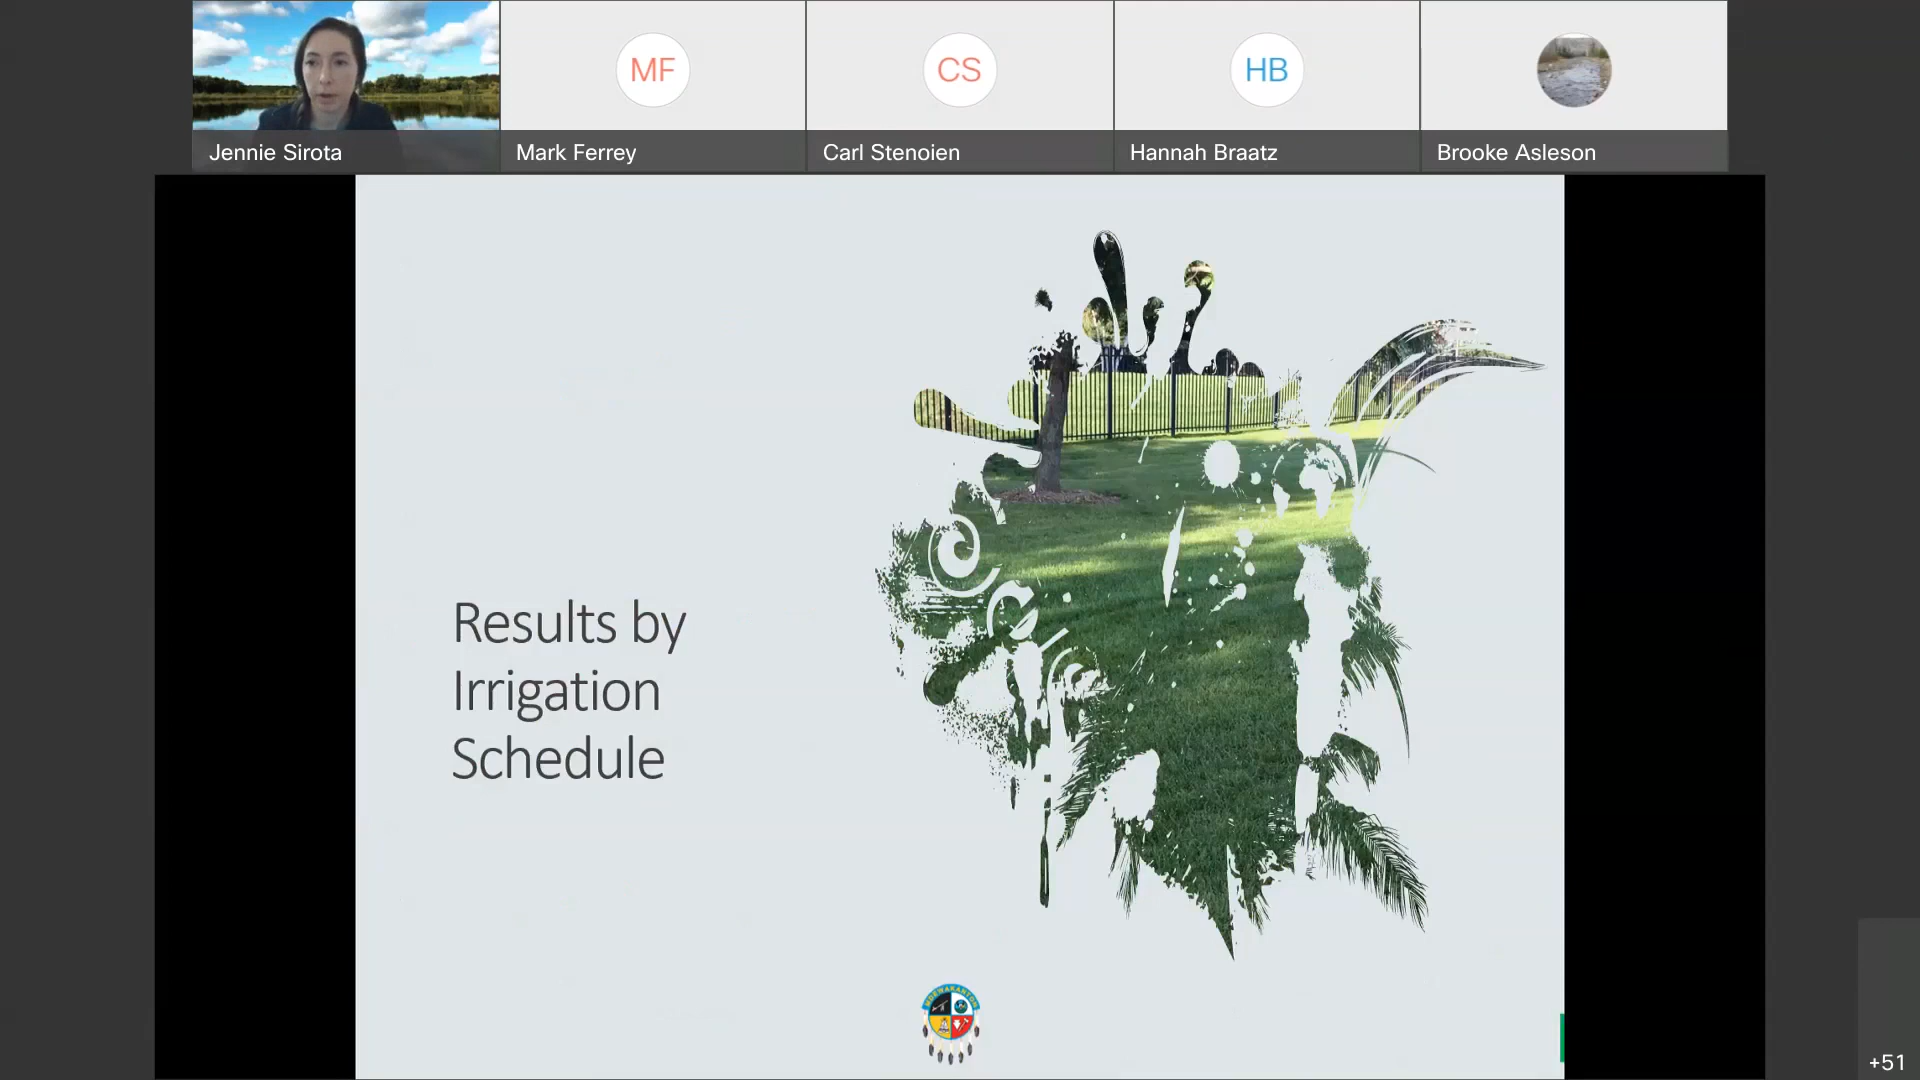 MF
CS
HB
Jennie Sirota
Mark Ferrey
Carl Stenoien
Hannah Braatz
Brooke Asleson
Results by
Irrigation
Schedule
+51